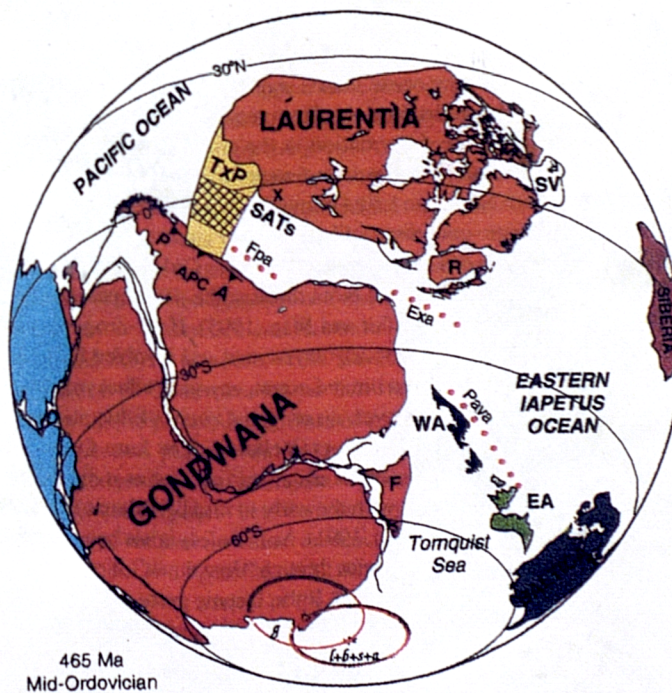 30°N
PACIFIC OCEAN
LAURENTIA
TXP
SV
X
SATs
0°
Fpa
P
APC
A
R
SIBERIA
Exa
30°S
EASTERN
IAPETUS
OCEAN
Pava
WA
GONDWANA
F
EA
60°S
Tornquist
Sea
g
l+b+s+a
465 Ma
Mid-Ordovician